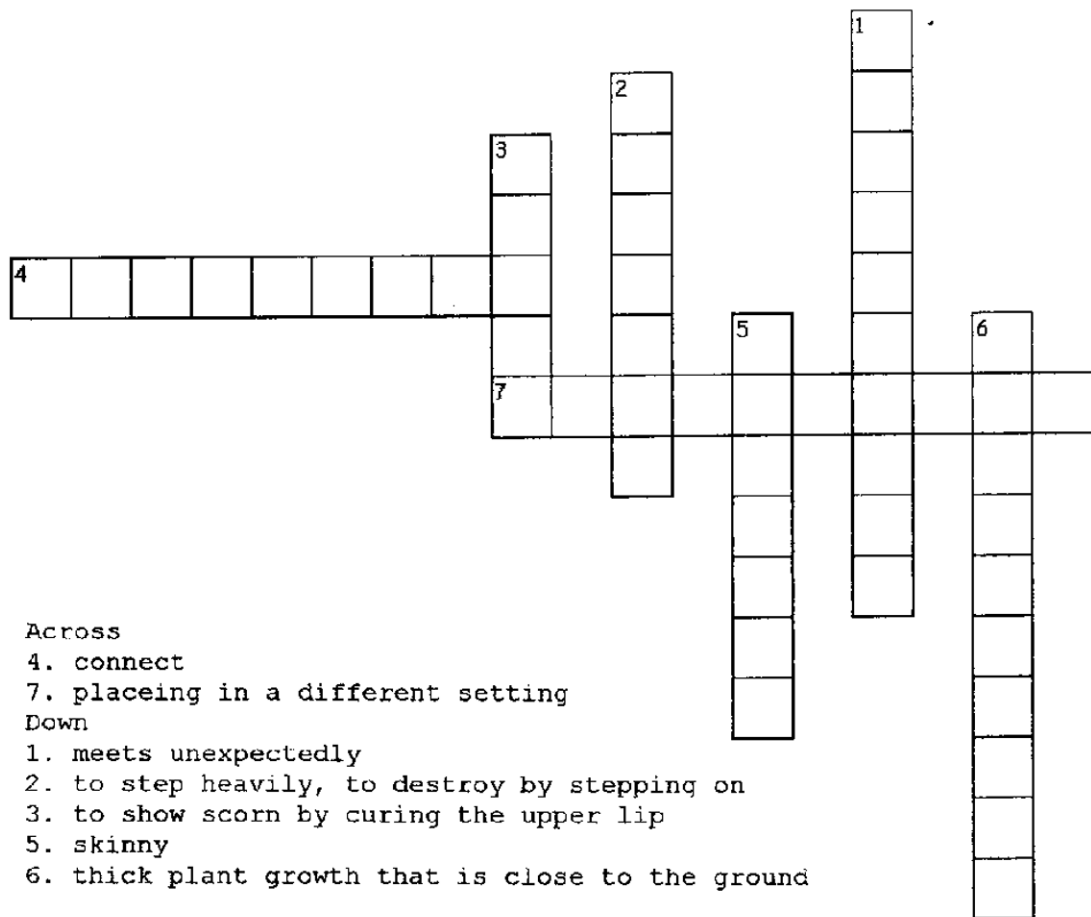 1
2
3
4
5
6
7
Across
4. connect
7. placeing in a different setting
Down
1. meets unexpectedly
2. to step heavily, to destroy by stepping on
3. to show scorn by curing the upper lip
5. skinny
6. thick plant growth that is close to the ground